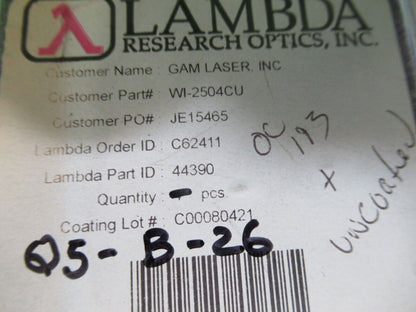 LAMBDA
RESEARCH OPTICS, INC.
Customer Name : GAM LASER, INC
Customer Part# : WI-2504CU
Customer PO# : JE15465
Lambda Order ID : C62411
Lambda Part ID : 44390
Quantity : pcs.
Coating Lot # : C00080421
OC 193
+
uncoated
Q5-B-26